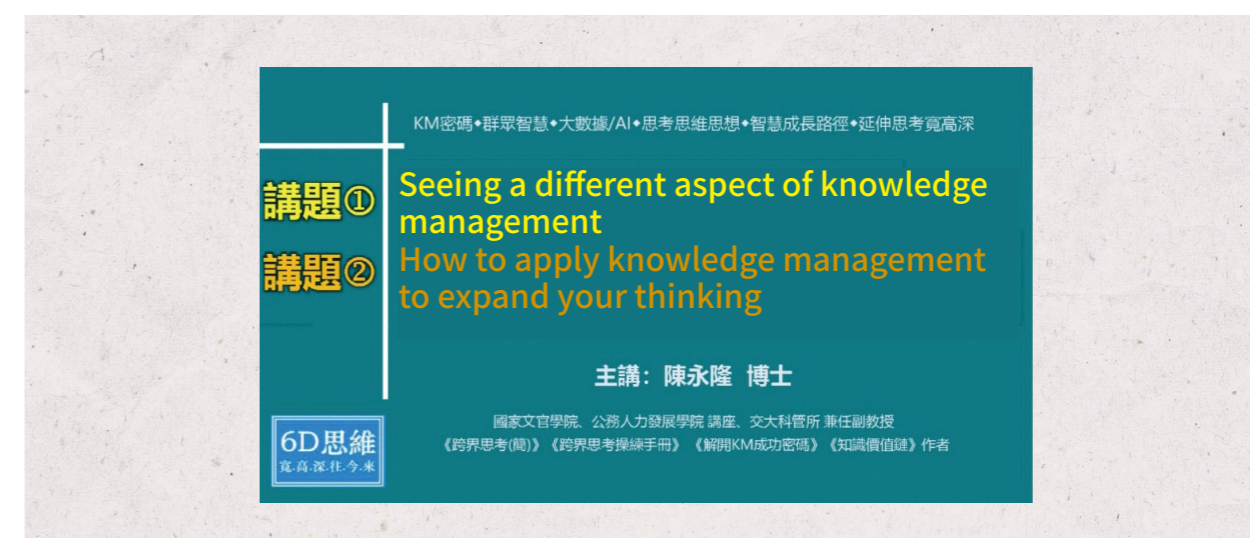 KM密碼◆群眾智慧◆大數據/AI◆思考思維思想◆智慧成長路徑◆延伸思考寬高深
講題①
Seeing a different aspect of knowledge
management
講題②
How to apply knowledge management
to expand your thinking
主講：陳永隆 博士
國家文官學院、公務人力發展學院 講座、交大科管所 兼任副教授
《跨界思考(簡)》《跨界思考操練手冊》《解開KM成功密碼》《知識價值鏈》作者
6D思維
寬.高.深.往.今.來